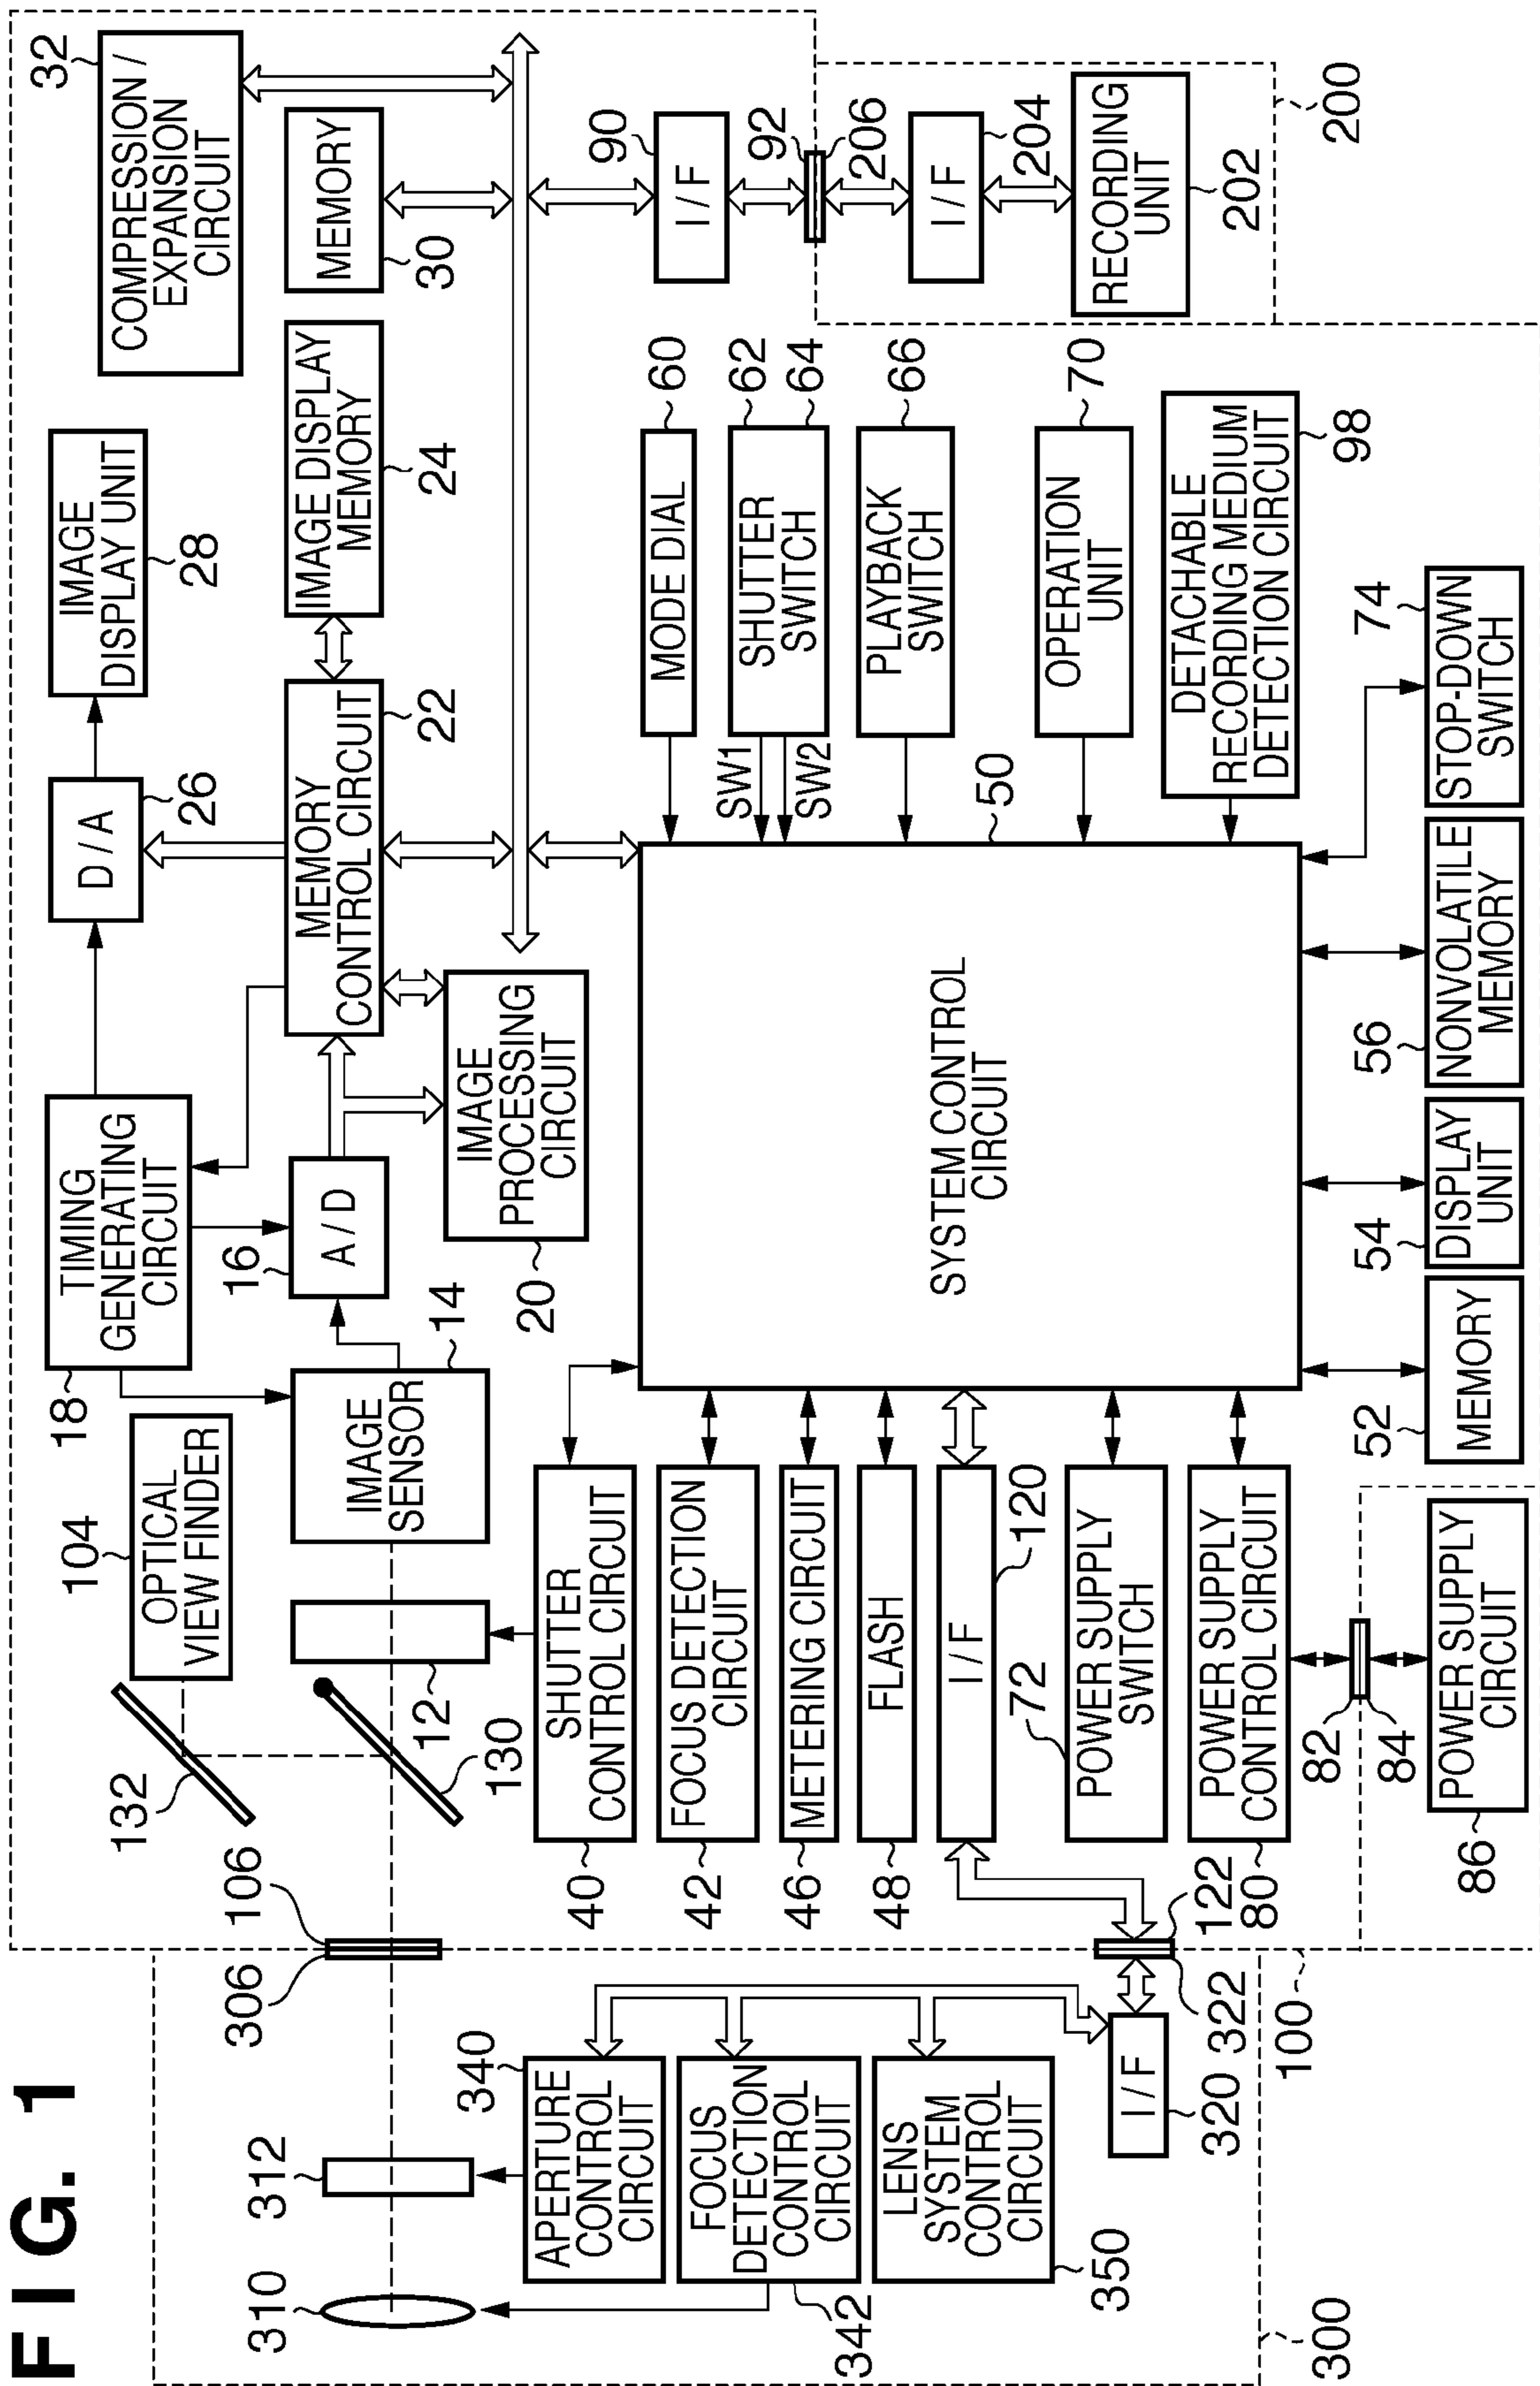 FIG. 1
310
312
306
106
132
104
OPTICAL
VIEW FINDER
18
TIMING
GENERATING
CIRCUIT
D / A
26
IMAGE
DISPLAY UNIT
28
32
COMPRESSION /
EXPANSION
CIRCUIT
130
12
IMAGE
SENSOR
14
16
A / D
MEMORY
CONTROL CIRCUIT
22
IMAGE DISPLAY
MEMORY
24
MEMORY
30
20
IMAGE
PROCESSING
CIRCUIT
340
APERTURE
CONTROL
CIRCUIT
342
FOCUS
DETECTION
CONTROL
CIRCUIT
350
LENS
SYSTEM
CONTROL
CIRCUIT
320
I / F
322
122
300
100
40
SHUTTER
CONTROL CIRCUIT
42
FOCUS DETECTION
CIRCUIT
46
METERING CIRCUIT
48
FLASH
I / F
120
72
POWER SUPPLY
SWITCH
80
POWER SUPPLY
CONTROL CIRCUIT
82
84
86
POWER SUPPLY
CIRCUIT
SYSTEM CONTROL
CIRCUIT
50
MODE DIAL
60
SW1
SW2
SHUTTER
SWITCH
62
64
PLAYBACK
SWITCH
66
OPERATION
UNIT
70
DETACHABLE
RECORDING MEDIUM
DETECTION CIRCUIT
98
52
MEMORY
54
DISPLAY
UNIT
56
NONVOLATILE
MEMORY
74
STOP-DOWN
SWITCH
90
I / F
92
206
I / F
204
RECORDING
UNIT
202
200